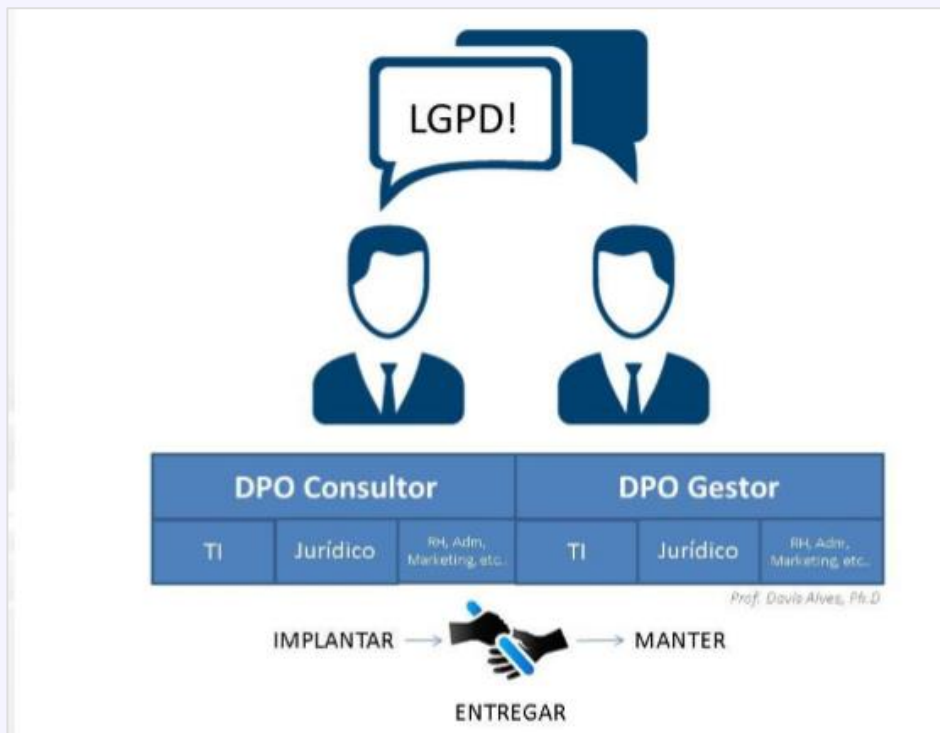 LGPD!
DPO Consultor
DPO Gestor
TI
Jurídico
RH, Adm,
Marketing, etc..
TI
Jurídico
RH, Adm,
Marketing, etc..
Prof. Davis Alves, Ph.D
IMPLANTAR
MANTER
ENTREGAR